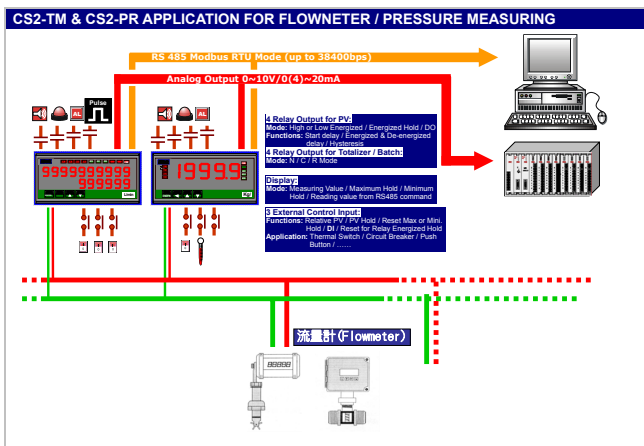 CS2-TM & CS2-PR APPLICATION FOR FLOWNETER / PRESSURE MEASURING
RS 485 Modbus RTU Mode (up to 38400bps)
Analog Output 0~10V/0(4)~20mA
Pulse
AL
AL
4 Relay Output for PV:
Mode: High or Low Energized / Energized Hold / DO
Functions: Start delay / Energized & De-energized
delay / Hysteresis
4 Relay Output for Totalizer / Batch:
Mode: N / C / R Mode
Display:
Mode: Measuring Value / Maximum Hold / Minimum
Hold / Reading value from RS485 command
3 External Control Input:
Functions: Relative PV / PV Hold / Reset Max or Mini.
Hold / DI / Reset for Relay Energized Hold
Application: Thermal Switch / Circuit Breaker / Push
Button / ......
9999999999
999999
Liter
1999.9
Kg
流量計(Flowmeter)